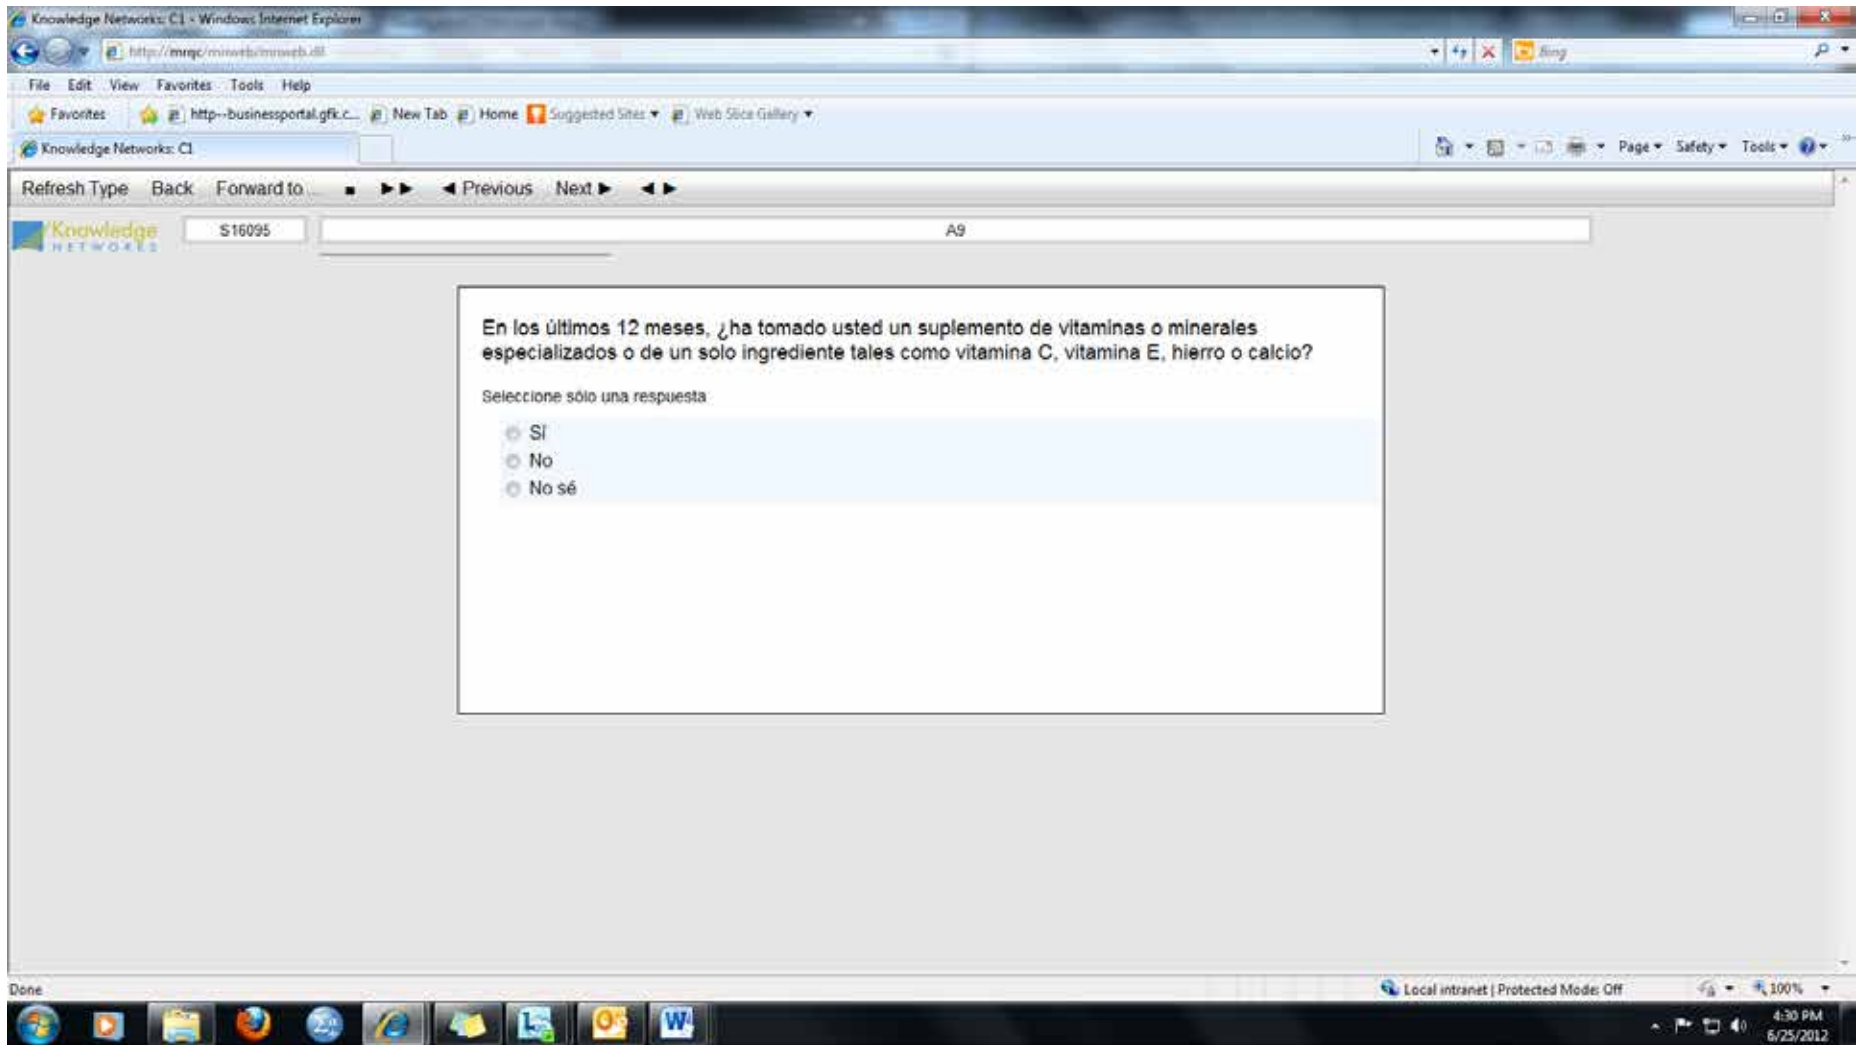 Knowledge Networks: C1 - Windows Internet Explorer
Bing
File Edit View Favorites Tools Help
Favorites http--businessportal.gfk.c... New Tab Home Suggested Sites Web Slice Gallery
Knowledge Networks: C1 Page Safety Tools
Refresh Type Back Forward to ... Previous Next
Knowledge NETWORKS S16095 A9
En los últimos 12 meses, ¿ha tomado usted un suplemento de vitaminas o minerales
especializados o de un solo ingrediente tales como vitamina C, vitamina E, hierro o calcio?
Seleccione sólo una respuesta
Sí
No
No sé
Done Local intranet | Protected Mode: Off 100%
4:30 PM
6/25/2012